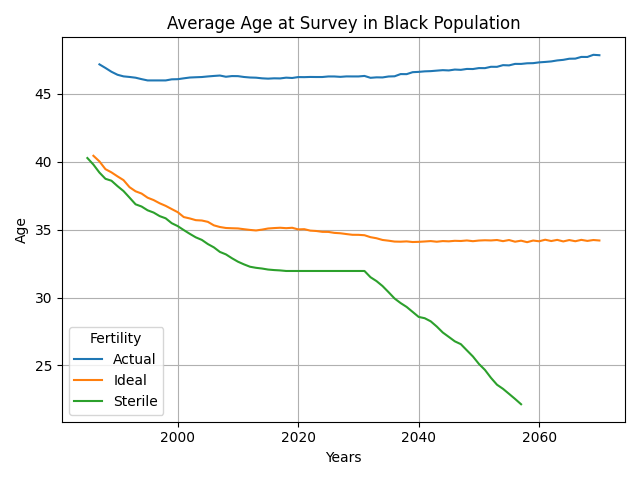 Average Age at Survey in Black Population
Age
45
40
35
30
25
Fertility
Actual
Ideal
Sterile
2000 2020 2040 2060
Years